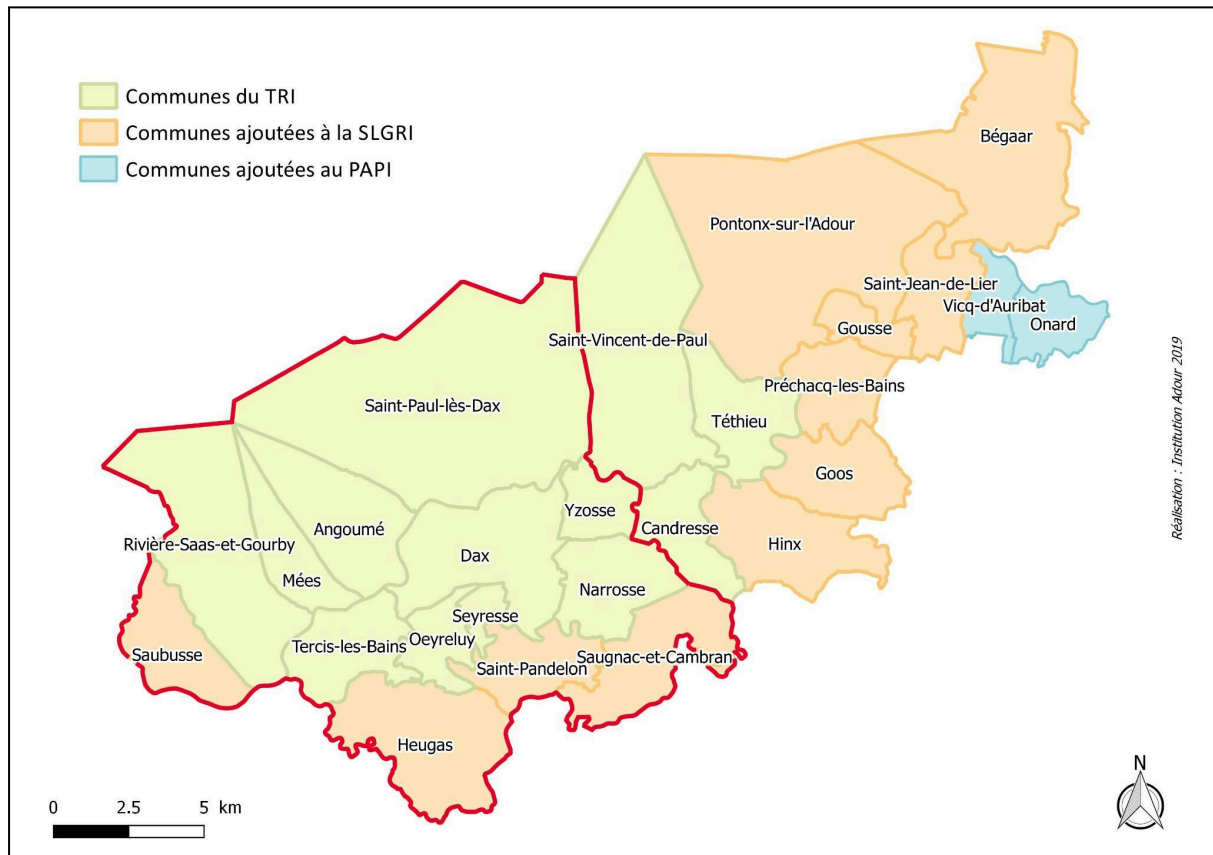 Communes du TRI
Communes ajoutées à la SLGRI
Communes ajoutées au PAPI
Bégaar
Pontonx-sur-l'Adour
Saint-Jean-de-Lier
Vicq-d'Auribat
Onard
Gousse
Saint-Vincent-de-Paul
Préchacq-les-Bains
Saint-Paul-lès-Dax
Téthieu
Goos
Yzosse
Candresse
Angoumé
Rivière-Saas-et-Gourby
Dax
Hinx
Mées
Narrosse
Seyresse
Oeyreluy
Tercis-les-Bains
Saubusse
Saugnac-et-Cambran
Saint-Pandelon
Heugas
Réalisation : Institution Adour 2019
N
0 2.5 5 km